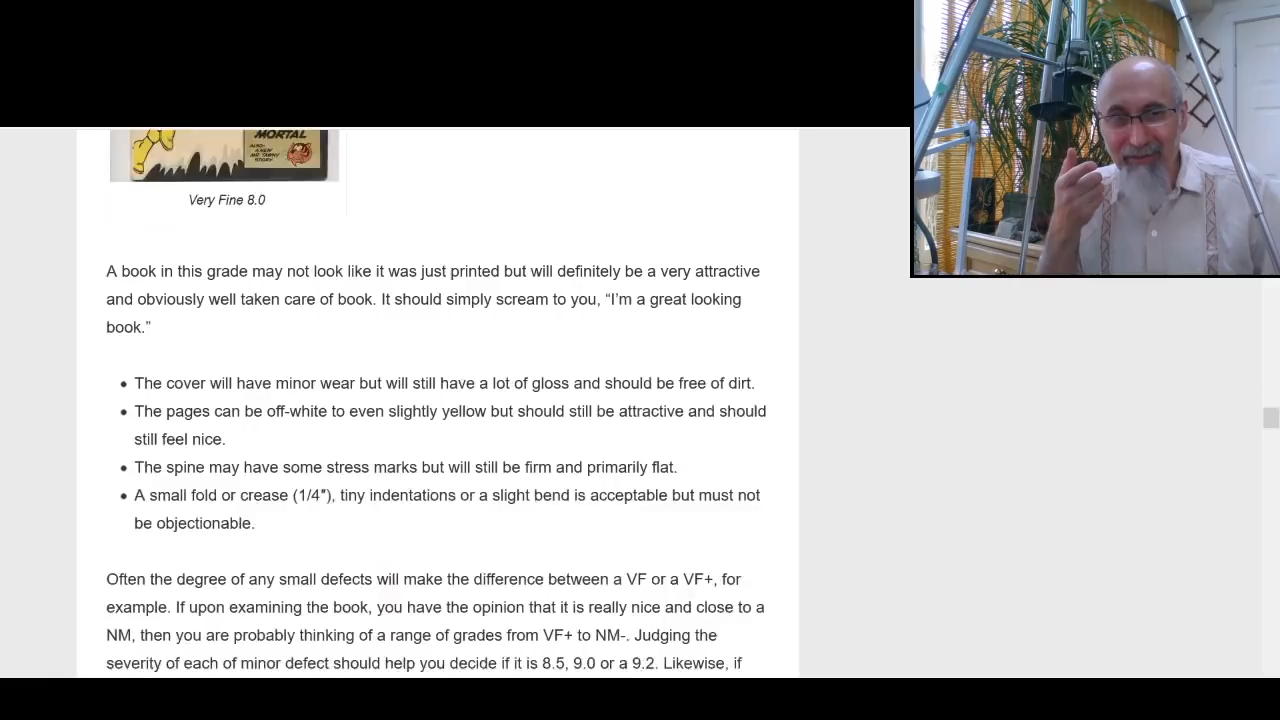 MORTAL
ALSO-
A NEW
MR. TAWNY
STORY
Very Fine 8.0
A book in this grade may not look like it was just printed but will definitely be a very attractive
and obviously well taken care of book. It should simply scream to you, “I’m a great looking
book.”
• The cover will have minor wear but will still have a lot of gloss and should be free of dirt.
• The pages can be off-white to even slightly yellow but should still be attractive and should
still feel nice.
• The spine may have some stress marks but will still be firm and primarily flat.
• A small fold or crease (1/4″), tiny indentations or a slight bend is acceptable but must not
be objectionable.
Often the degree of any small defects will make the difference between a VF or a VF+, for
example. If upon examining the book, you have the opinion that it is really nice and close to a
NM, then you are probably thinking of a range of grades from VF+ to NM-. Judging the
severity of each of minor defect should help you decide if it is 8.5, 9.0 or a 9.2. Likewise, if